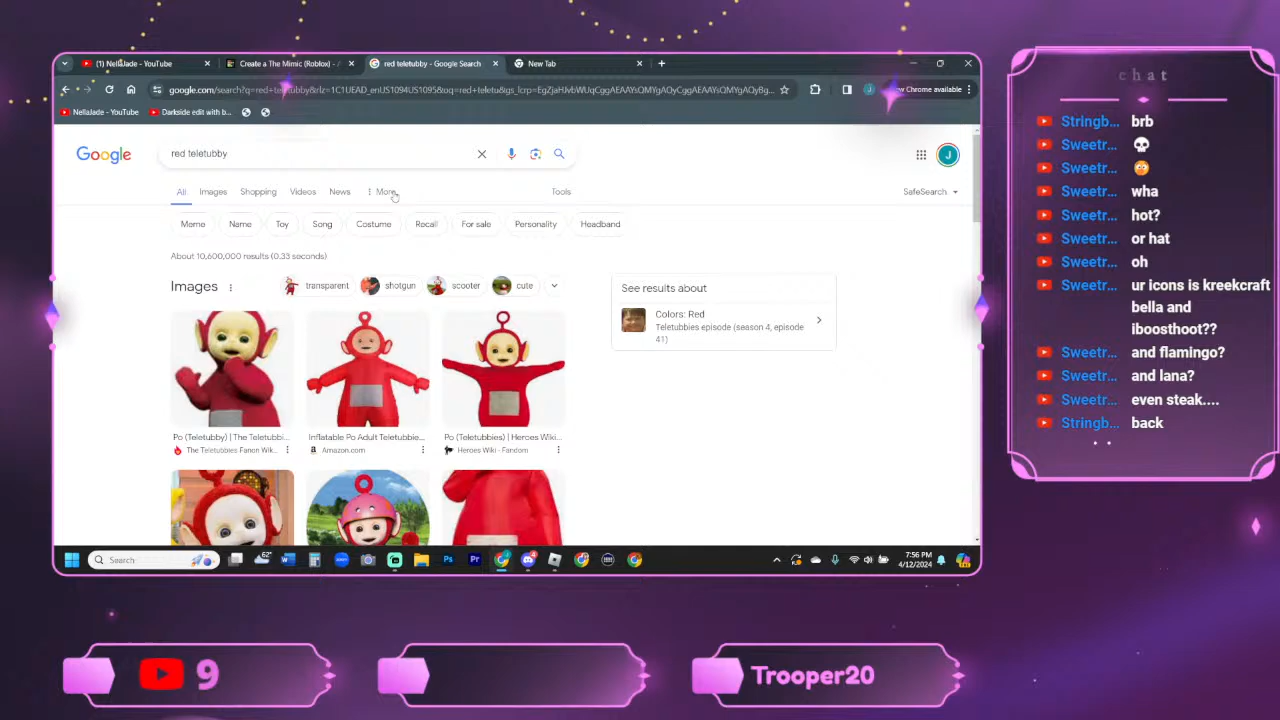 (1) NellaJade - YouTube
Create a The Mimic (Roblox) -
red teletubby - Google Search
New Tab
New Chrome available
NellaJade - YouTube
Darkside edit with b...
Google
red teletubby
J
All
Images
Shopping
Videos
News
More
Tools
SafeSearch
Meme
Name
Toy
Song
Costume
Recall
For sale
Personality
Headband
About 10,600,000 results (0.33 seconds)
Images
transparent
shotgun
scooter
cute
See results about
Colors: Red
Teletubbies episode (season 4, episode
41)
Po (Teletubby) | The Teletubbi...
The Teletubbies Fanon Wik...
Inflatable Po Adult Teletubbie...
Amazon.com
Po (Teletubbies) | Heroes Wiki...
Heroes Wiki - Fandom
Search
62°
7:56 PM
4/12/2024
chat
Stringb... brb
Sweetr... 💀
Sweetr... 😳
Sweetr... wha
Sweetr... hot?
Sweetr... or hat
Sweetr... oh
Sweetr... ur icons is kreekcraft
bella and
iboosthoot??
Sweetr... and flamingo?
Sweetr... and lana?
Sweetr... even steak....
Stringb... back
9
Trooper20